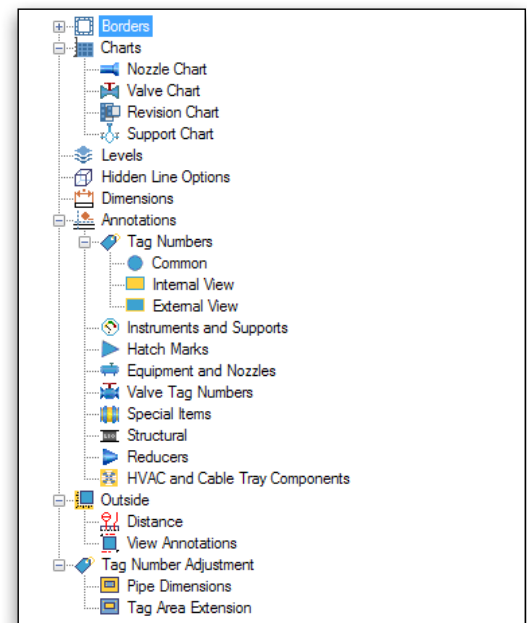 Borders
Charts
Nozzle Chart
Valve Chart
Revision Chart
Support Chart
Levels
Hidden Line Options
Dimensions
Annotations
Tag Numbers
Common
Internal View
External View
Instruments and Supports
Hatch Marks
Equipment and Nozzles
Valve Tag Numbers
Special Items
Structural
Reducers
HVAC and Cable Tray Components
Outside
Distance
View Annotations
Tag Number Adjustment
Pipe Dimensions
Tag Area Extension